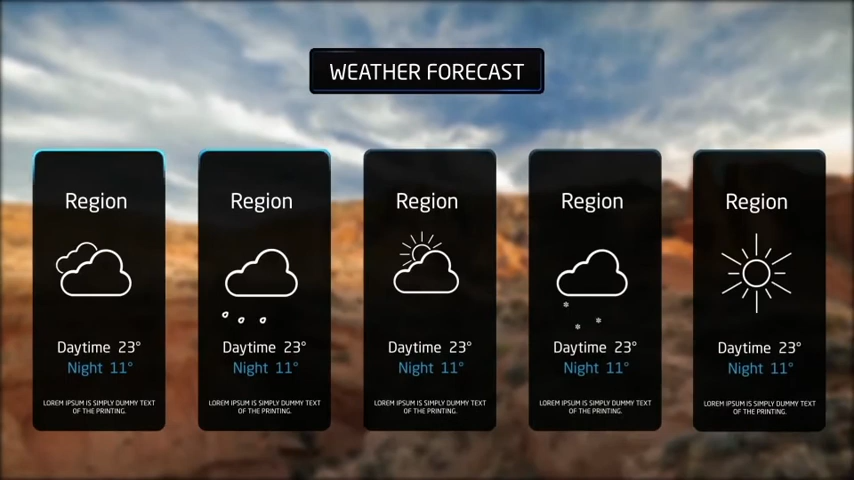 WEATHER FORECAST
Region
Daytime 23°
Night 11°
LOREM IPSUM IS SIMPLY DUMMY TEXT
OF THE PRINTING.
Region
Daytime 23°
Night 11°
LOREM IPSUM IS SIMPLY DUMMY TEXT
OF THE PRINTING.
Region
Daytime 23°
Night 11°
LOREM IPSUM IS SIMPLY DUMMY TEXT
OF THE PRINTING.
Region
Daytime 23°
Night 11°
LOREM IPSUM IS SIMPLY DUMMY TEXT
OF THE PRINTING.
Region
Daytime 23°
Night 11°
LOREM IPSUM IS SIMPLY DUMMY TEXT
OF THE PRINTING.